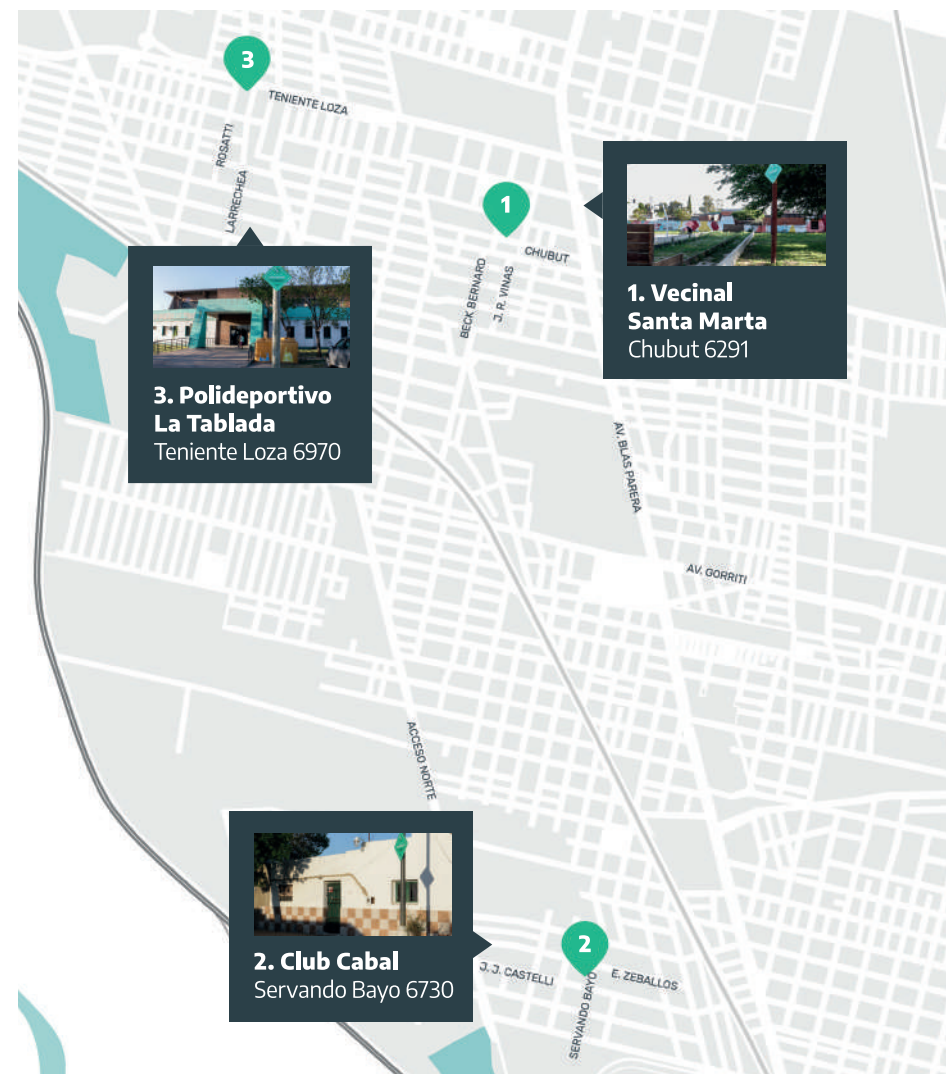 3
TENIENTE LOZA
ROSATTI
LARRECHEA
1
CHUBUT
BECK BERNARD
J. R. VINAS
1. Vecinal
Santa Marta
Chubut 6291
3. Polideportivo
La Tablada
Teniente Loza 6970
AV. BLAS PARERA
AV. GORRITI
ACCESO NORTE
2. Club Cabal
Servando Bayo 6730
2
J. J. CASTELLI
SERVANDO BAYO
E. ZEBALLOS